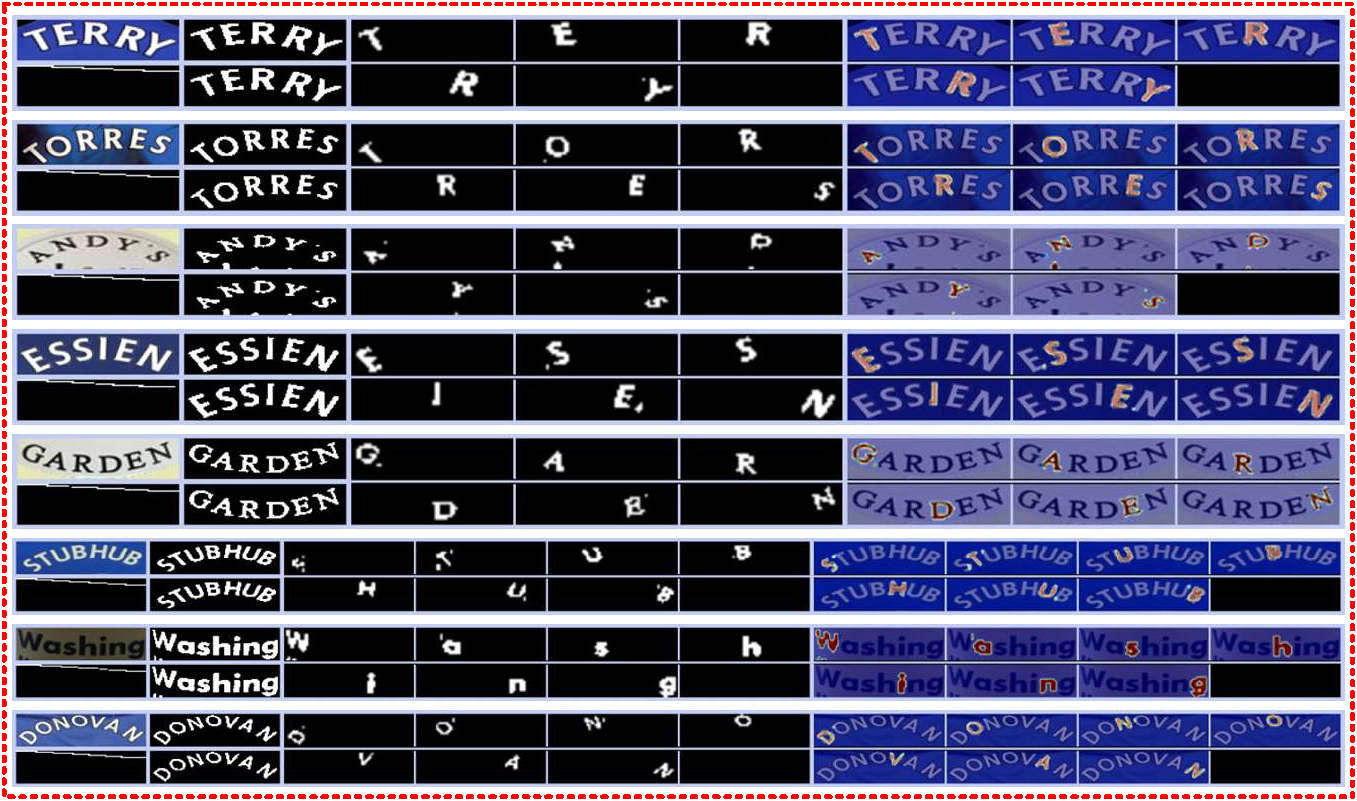 TERRY TERRY T E R TERRY TERRY TERRY
TERRY R Y TERRY TERRY
TORRES TORRES T O R TORRES TORRES TORRES
TORRES R E S TORRES TORRES TORRES
ANDY'S ANDY'S A N D ANDY'S ANDY'S ANDY'S
ANDY'S Y 's ANDY'S ANDY'S
ESSIEN ESSIEN E S S ESSIEN ESSIEN ESSIEN
ESSIEN I E N ESSIEN ESSIEN ESSIEN
GARDEN GARDEN G A R GARDEN GARDEN GARDEN
GARDEN D E N GARDEN GARDEN GARDEN
STUBHUB STUBHUB S T U B STUBHUB STUBHUB STUBHUB STUBHUB
STUBHUB H U B STUBHUB STUBHUB STUBHUB
Washing Washing W a s h Washing Washing Washing Washing
Washing i n g Washing Washing Washing
DONOVAN DONOVAN D O N O DONOVAN DONOVAN DONOVAN DONOVAN
DONOVAN V A N DONOVAN DONOVAN DONOVAN